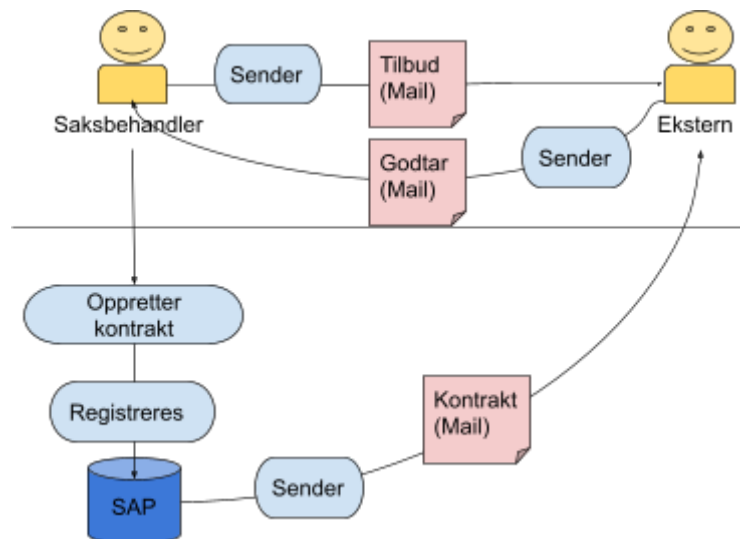 Sender
Tilbud
(Mail)
Saksbehandler
Ekstern
Godtar
(Mail)
Sender
Oppretter
kontrakt
Registreres
Kontrakt
(Mail)
Sender
SAP